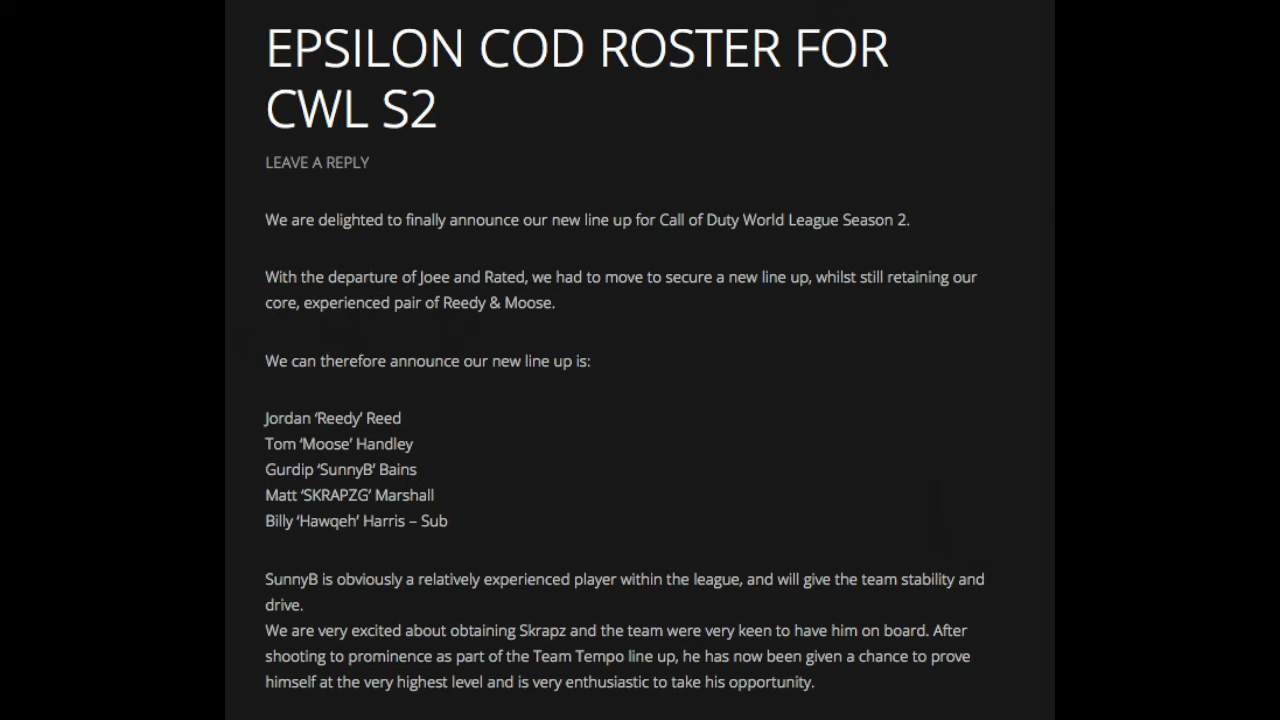 EPSILON COD ROSTER FOR
CWL S2
LEAVE A REPLY
We are delighted to finally announce our new line up for Call of Duty World League Season 2.
With the departure of Joee and Rated, we had to move to secure a new line up, whilst still retaining our
core, experienced pair of Reedy & Moose.
We can therefore announce our new line up is:
Jordan ‘Reedy’ Reed
Tom ‘Moose’ Handley
Gurdip ‘SunnyB’ Bains
Matt ‘SKRAPZG’ Marshall
Billy ‘Hawqeh’ Harris – Sub
SunnyB is obviously a relatively experienced player within the league, and will give the team stability and
drive.
We are very excited about obtaining Skrapz and the team were very keen to have him on board. After
shooting to prominence as part of the Team Tempo line up, he has now been given a chance to prove
himself at the very highest level and is very enthusiastic to take his opportunity.